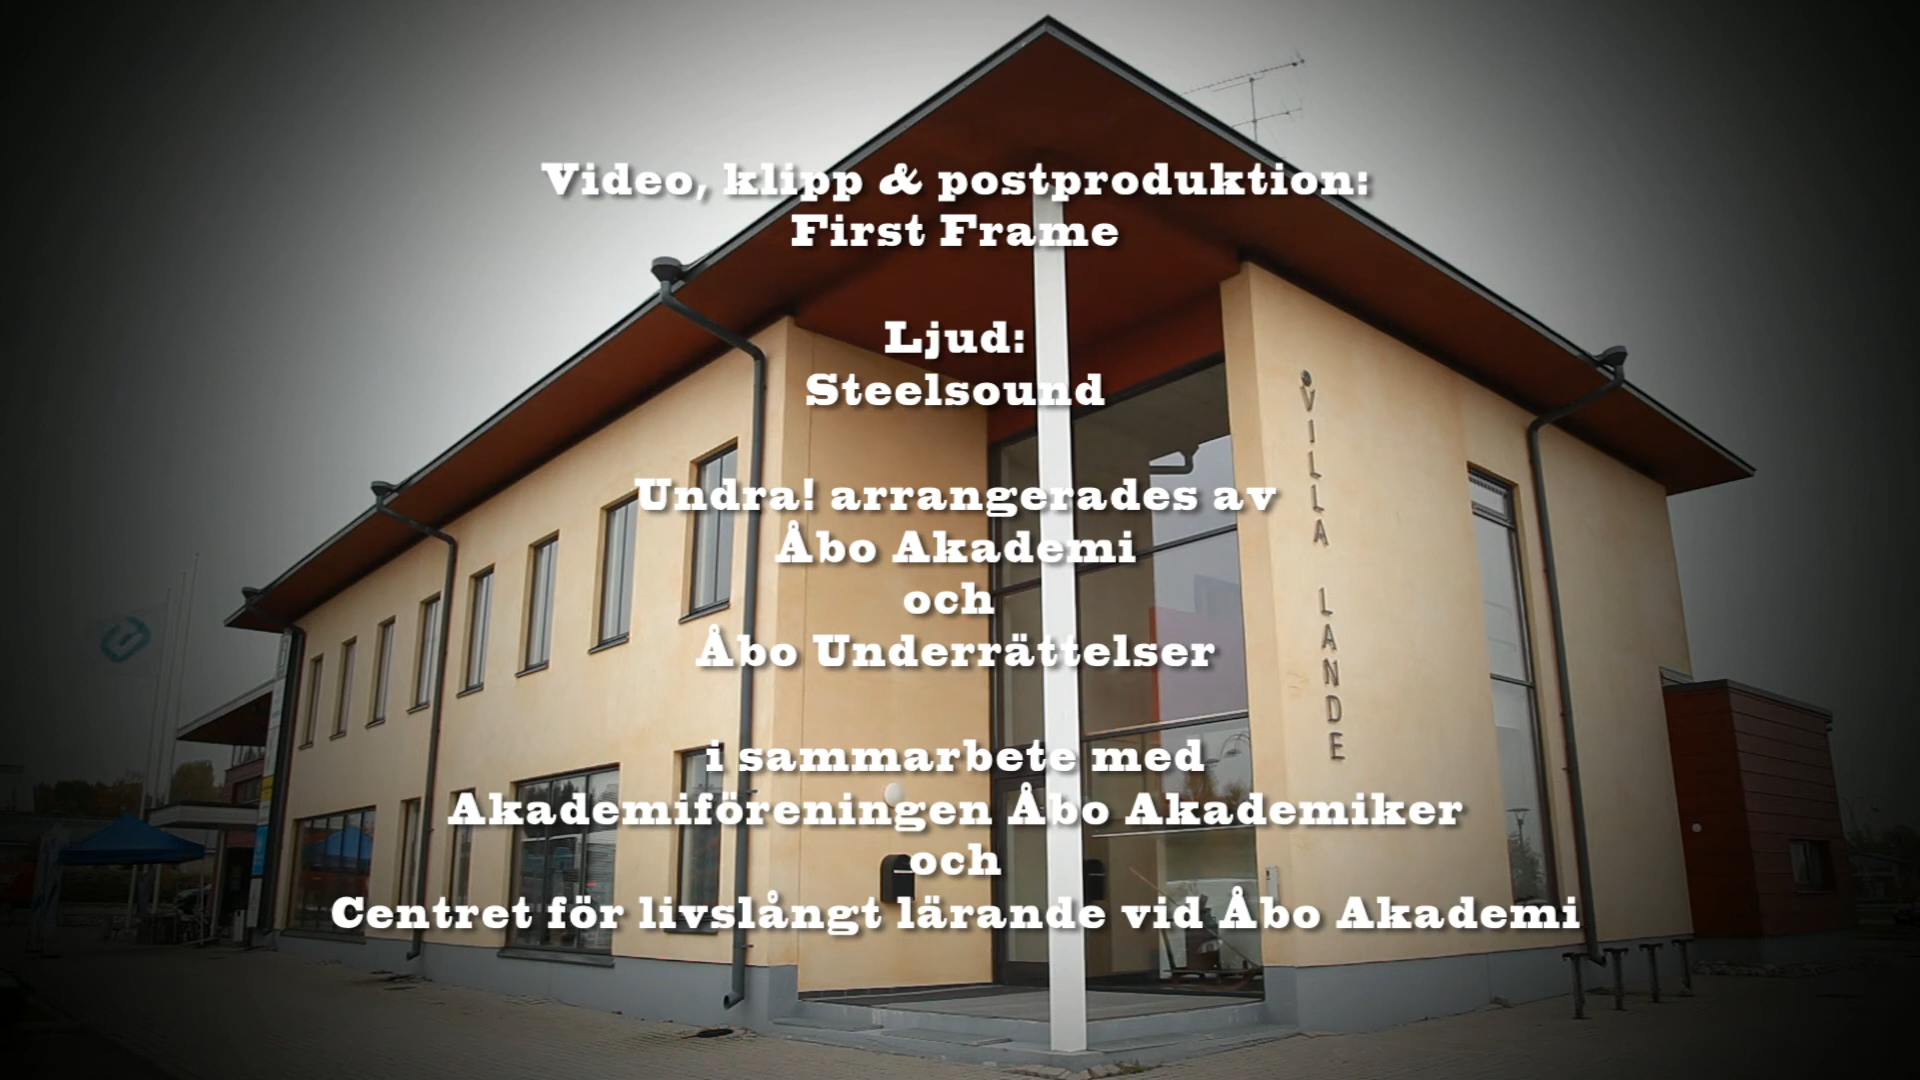 Video, klipp & postproduktion:
First Frame
Ljud:
Steelsound
Undra! arrangerades av
Åbo Akademi
och
Åbo Underrättelser
i sammarbete med
Akademiföreningen Åbo Akademiker
och
Centret för livslångt lärande vid Åbo Akademi
VILLA LANDE